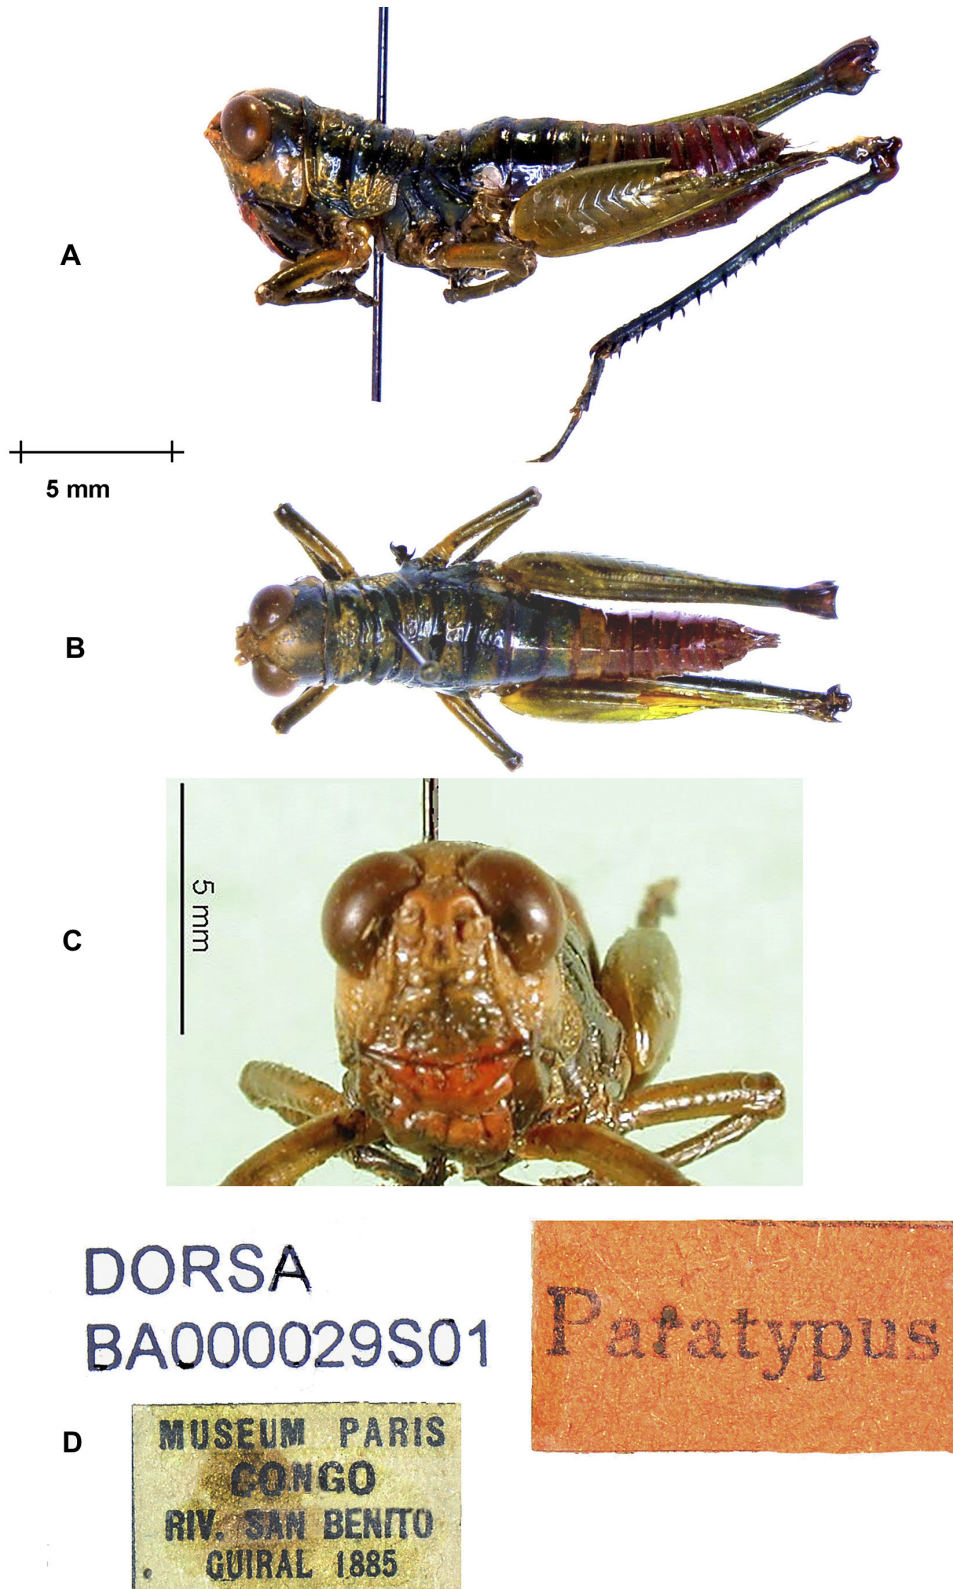 A
5 mm
B
C
5 mm
DORSA
BA000029S01
Paratypus
D
MUSEUM PARIS
CONGO
RIV. SAN BENITO
GUIRAL 1885